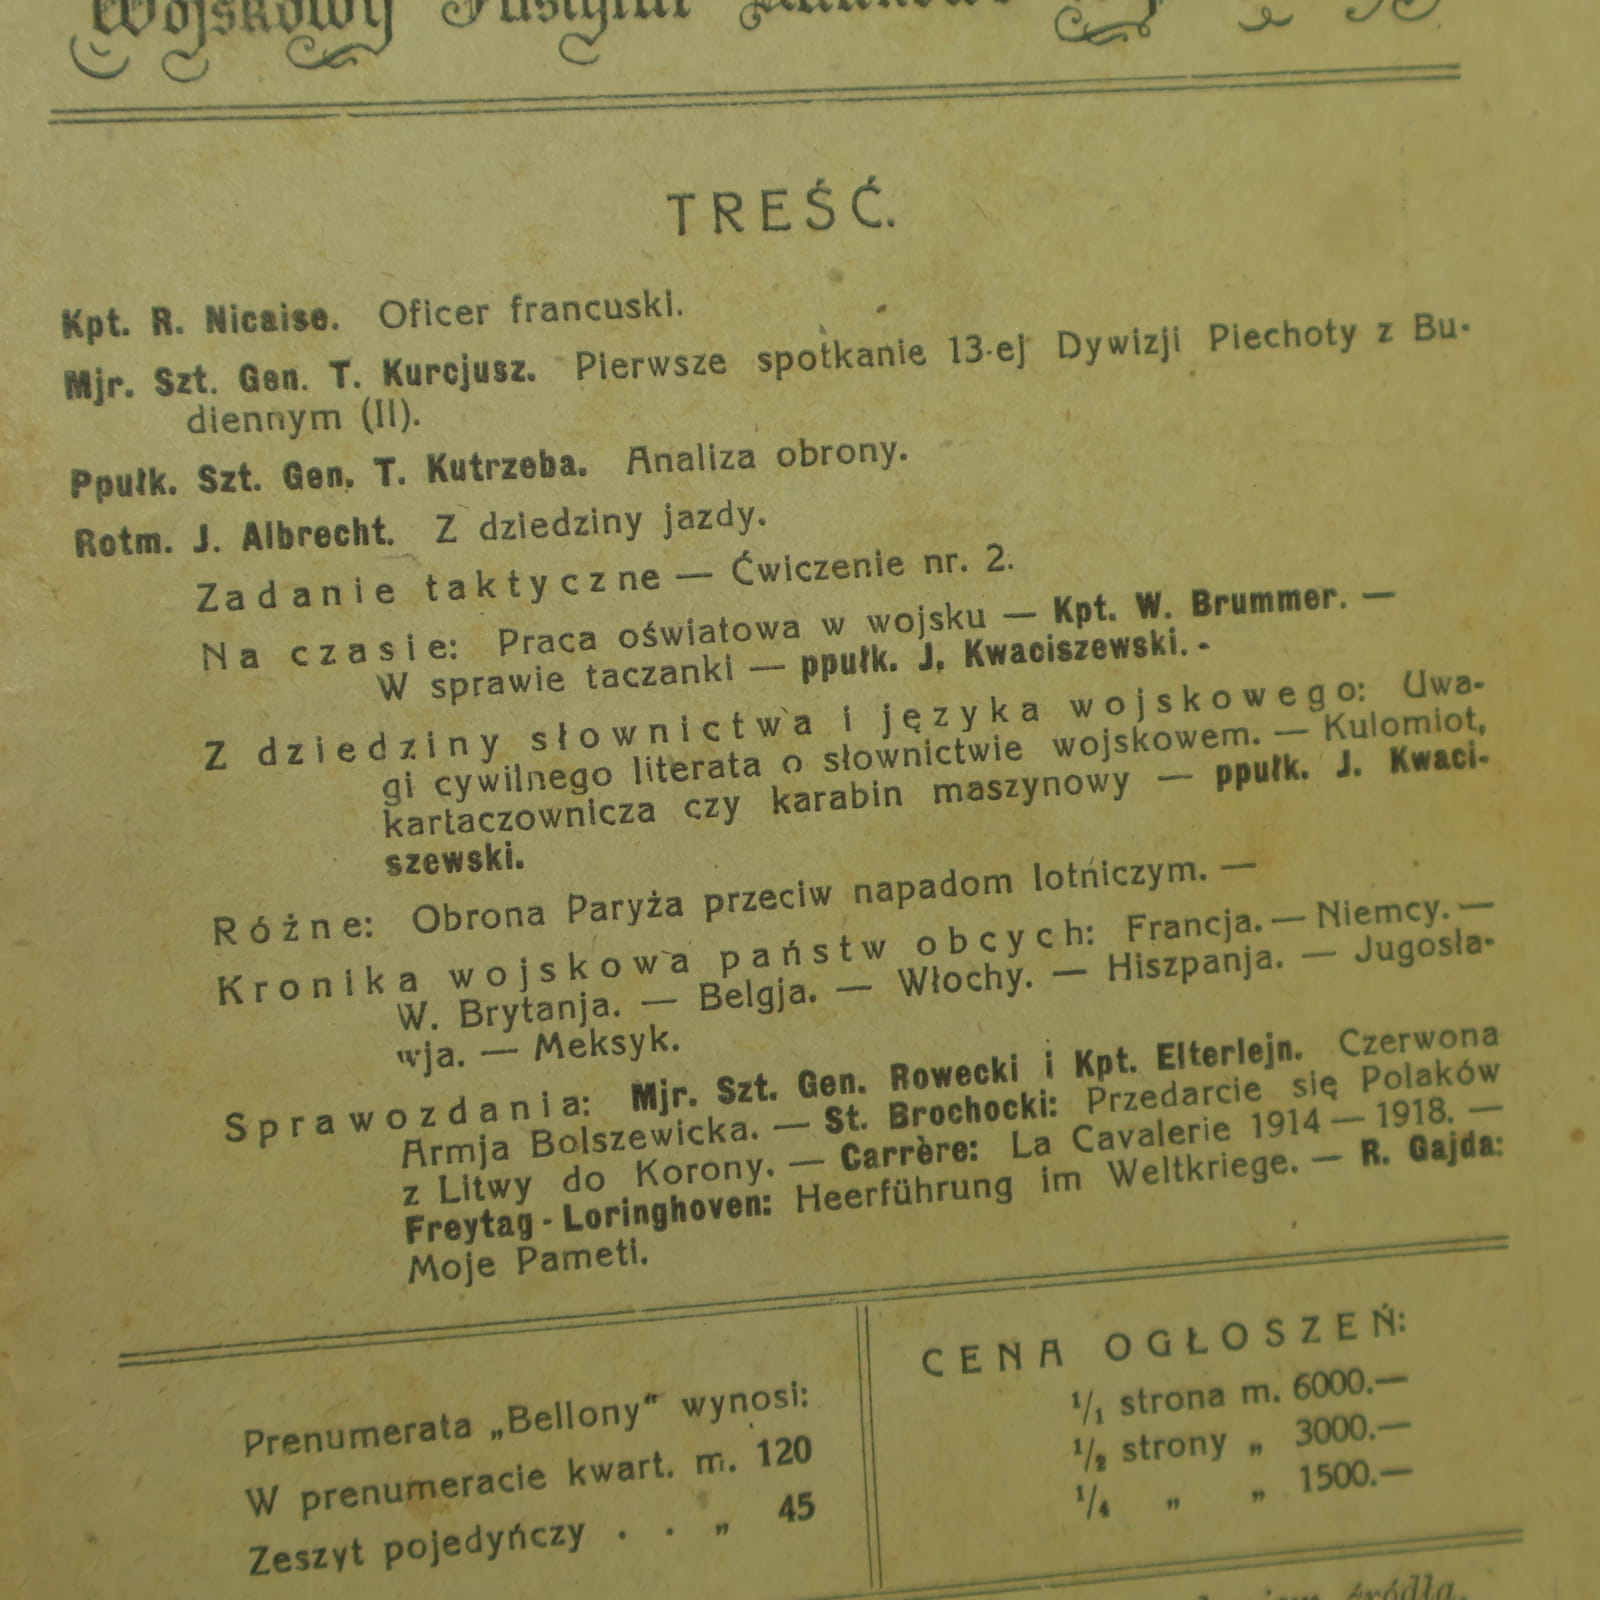 Wojskowy Instytut
TREŚĆ.
Kpt. R. Nicaise. Oficer francuski.
Mjr. Szt. Gen. T. Kurcjusz. Pierwsze spotkanie 13-ej Dywizji Piechoty z Bu-
diennym (II).
Ppułk. Szt. Gen. T. Kutrzeba. Analiza obrony.
Rotm. J. Albrecht. Z dziedziny jazdy.
Zadanie taktyczne — Ćwiczenie nr. 2.
Na czasie: Praca oświatowa w wojsku — Kpt. W. Brummer. —
W sprawie taczanki — ppułk. J. Kwaciszewski. -
Z dziedziny słownictwa i języka wojskowego: Uwa-
gi cywilnego literata o słownictwie wojskowem. — Kulomiot,
kartaczownicza czy karabin maszynowy — ppułk. J. Kwaci-
szewski.
Różne: Obrona Paryża przeciw napadom lotniczym. —
Kronika wojskowa państw obcych: Francja. — Niemcy. —
W. Brytanja. — Belgja. — Włochy. — Hiszpanja. — Jugosła-
wja. — Meksyk.
Sprawozdania: Mjr. Szt. Gen. Rowecki i Kpt. Elterlejn. Czerwona
Armja Bolszewicka. — St. Brochocki: Przedarcie się Polaków
z Litwy do Korony. — Carrère: La Cavalerie 1914 — 1918. —
Freytag-Loringhoven: Heerführung im Weltkriege. — R. Gajda:
Moje Pameti.
Prenumerata „Bellony“ wynosi:
W prenumeracie kwart. m. 120
Zeszyt pojedyńczy . . „ 45
CENA OGŁOSZEŃ:
1/1 strona m. 6000.—
1/2 strony „ 3000.—
1/4 „ „ 1500.—
źródła.